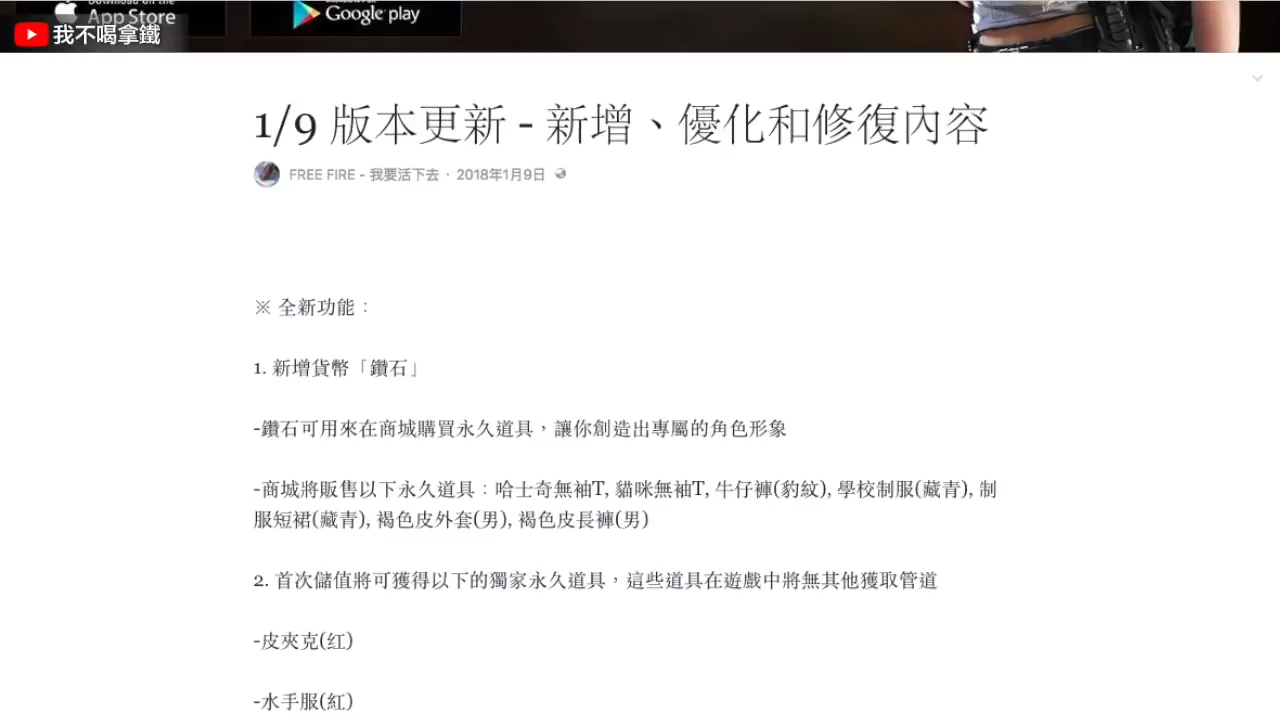 Download on the
App Store
Google play
我不喝拿鐵
1/9 版本更新 - 新增、優化和修復內容
FREE FIRE - 我要活下去 · 2018年1月9日
※ 全新功能：
1. 新增貨幣「鑽石」
-鑽石可用來在商城購買永久道具，讓你創造出專屬的角色形象
-商城將販售以下永久道具：哈士奇無袖T, 貓咪無袖T, 牛仔褲(豹紋), 學校制服(藏青), 制
服短裙(藏青), 褐色皮外套(男), 褐色皮長褲(男)
2. 首次儲值將可獲得以下的獨家永久道具，這些道具在遊戲中將無其他獲取管道
-皮夾克(红)
-水手服(紅)